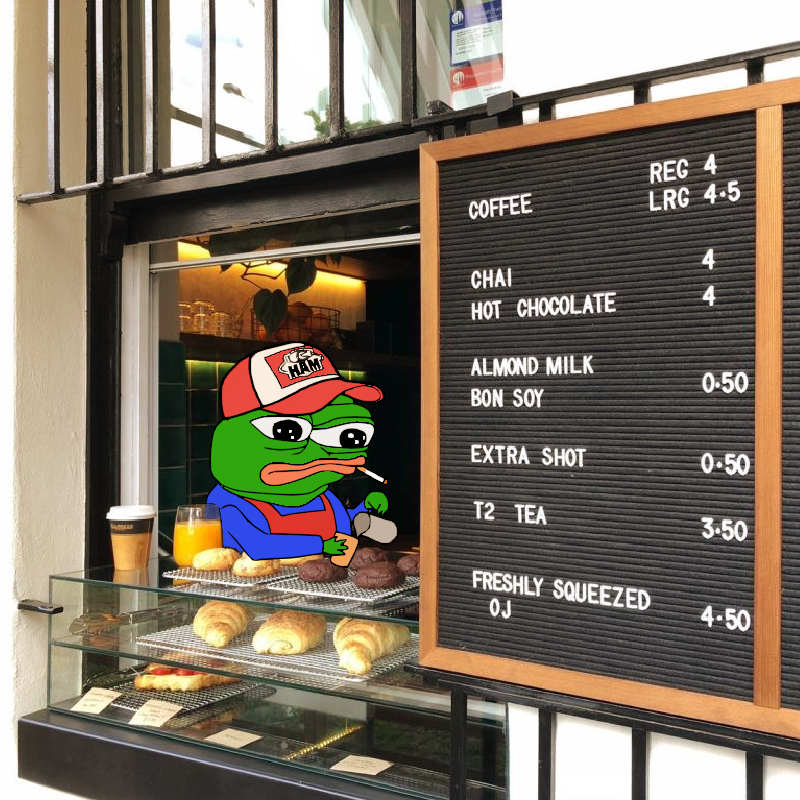 HAM
COFFEE
REG 4
LRG 4.5
CHAI 4
HOT CHOCOLATE 4
ALMOND MILK
BON SOY 0.50
EXTRA SHOT 0.50
T2 TEA 3.50
FRESHLY SQUEEZED
OJ 4.50